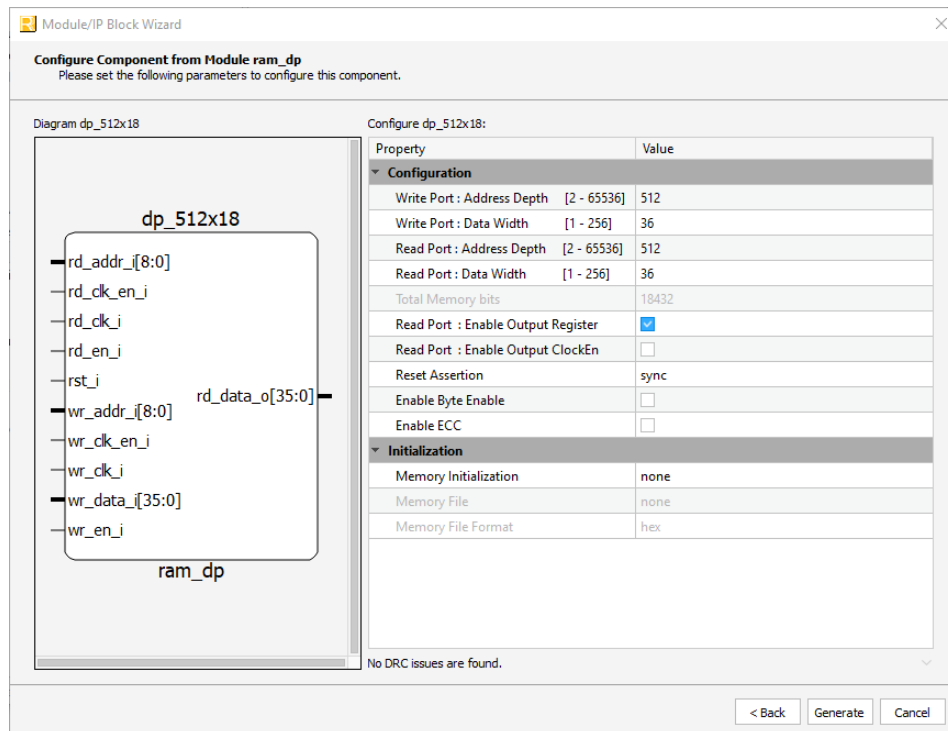 Module/IP Block Wizard
Configure Component from Module ram_dp
Please set the following parameters to configure this component.
Diagram dp_512x18
dp_512x18
rd_addr_i[8:0]
rd_clk_en_i
rd_clk_i
rd_en_i
rst_i
rd_data_o[35:0]
wr_addr_i[8:0]
wr_clk_en_i
wr_clk_i
wr_data_i[35:0]
wr_en_i
ram_dp
Configure dp_512x18:
Property Value
Configuration
Write Port : Address Depth [2 - 65536] 512
Write Port : Data Width [1 - 256] 36
Read Port : Address Depth [2 - 65536] 512
Read Port : Data Width [1 - 256] 36
Total Memory bits 18432
Read Port : Enable Output Register
Read Port : Enable Output ClockEn
Reset Assertion sync
Enable Byte Enable
Enable ECC
Initialization
Memory Initialization none
Memory File none
Memory File Format hex
No DRC issues are found.
< Back Generate Cancel